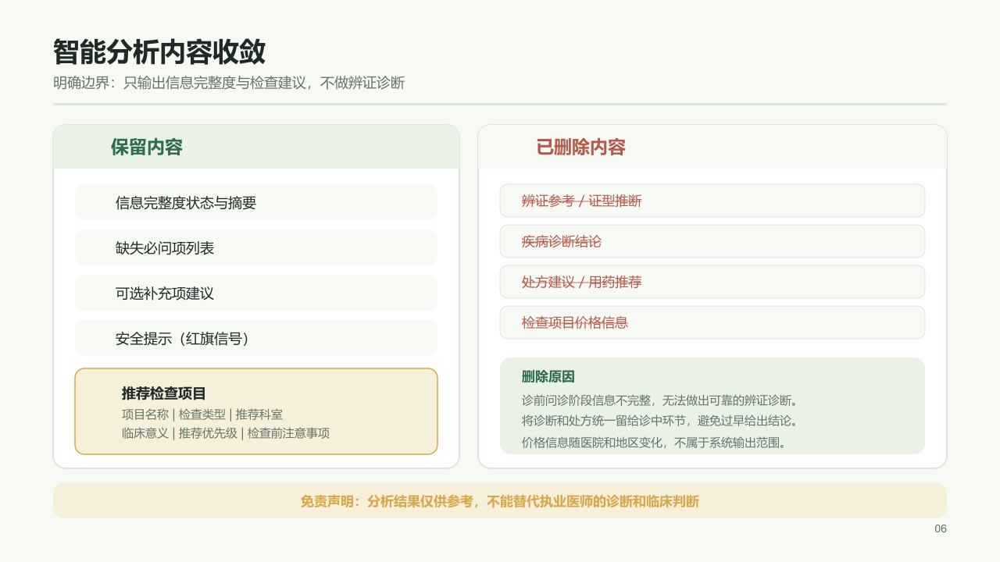 智能分析内容收敛
明确边界：只输出信息完整度与检查建议，不做辨证诊断
保留内容
信息完整度状态与摘要
缺失必问项列表
可选补充项建议
安全提示（红旗信号）
推荐检查项目
项目名称 | 检查类型 | 推荐科室
临床意义 | 推荐优先级 | 检查前注意事项
已删除内容
辨证参考 / 证型推断
疾病诊断结论
处方建议 / 用药推荐
检查项目价格信息
删除原因
诊前问诊阶段信息不完整，无法做出可靠的辨证诊断。
将诊断和处方统一留给诊中环节，避免过早给出结论。
价格信息随医院和地区变化，不属于系统输出范围。
免责声明：分析结果仅供参考，不能替代执业医师的诊断和临床判断
06